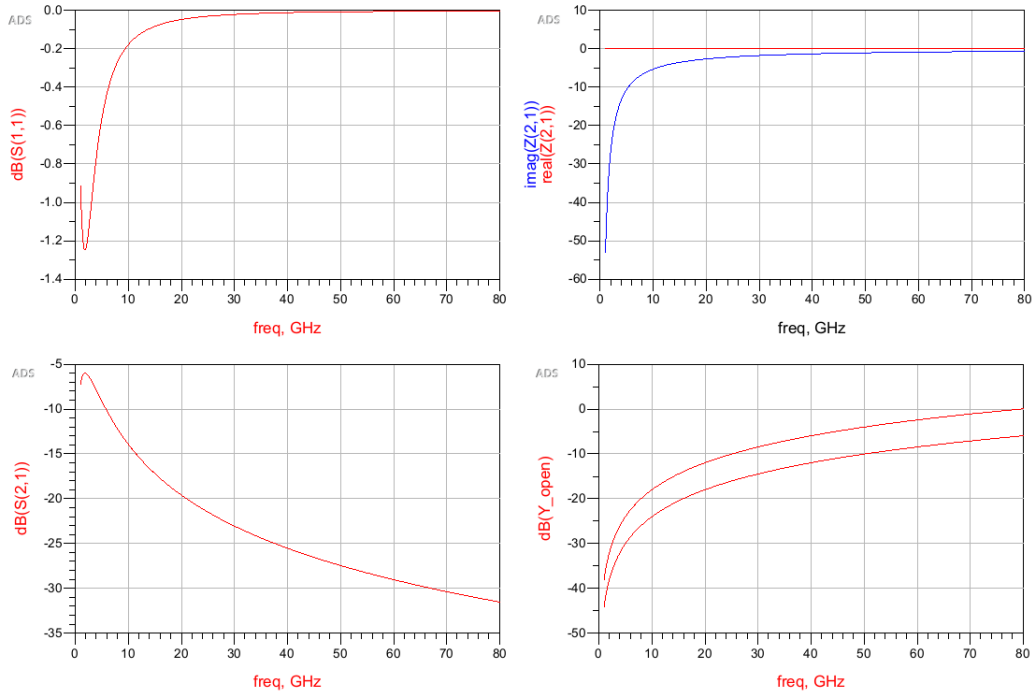 ADS
0.0
-0.2
-0.4
-0.6
-0.8
-1.0
-1.2
-1.4
dB(S(1,1))
0 10 20 30 40 50 60 70 80
freq, GHz
ADS
10
0
-10
-20
-30
-40
-50
-60
imag(Z(2,1))
real(Z(2,1))
0 10 20 30 40 50 60 70 80
freq, GHz
ADS
-5
-10
-15
-20
-25
-30
-35
dB(S(2,1))
0 10 20 30 40 50 60 70 80
freq, GHz
ADS
10
0
-10
-20
-30
-40
-50
dB(Y_open)
0 10 20 30 40 50 60 70 80
freq, GHz